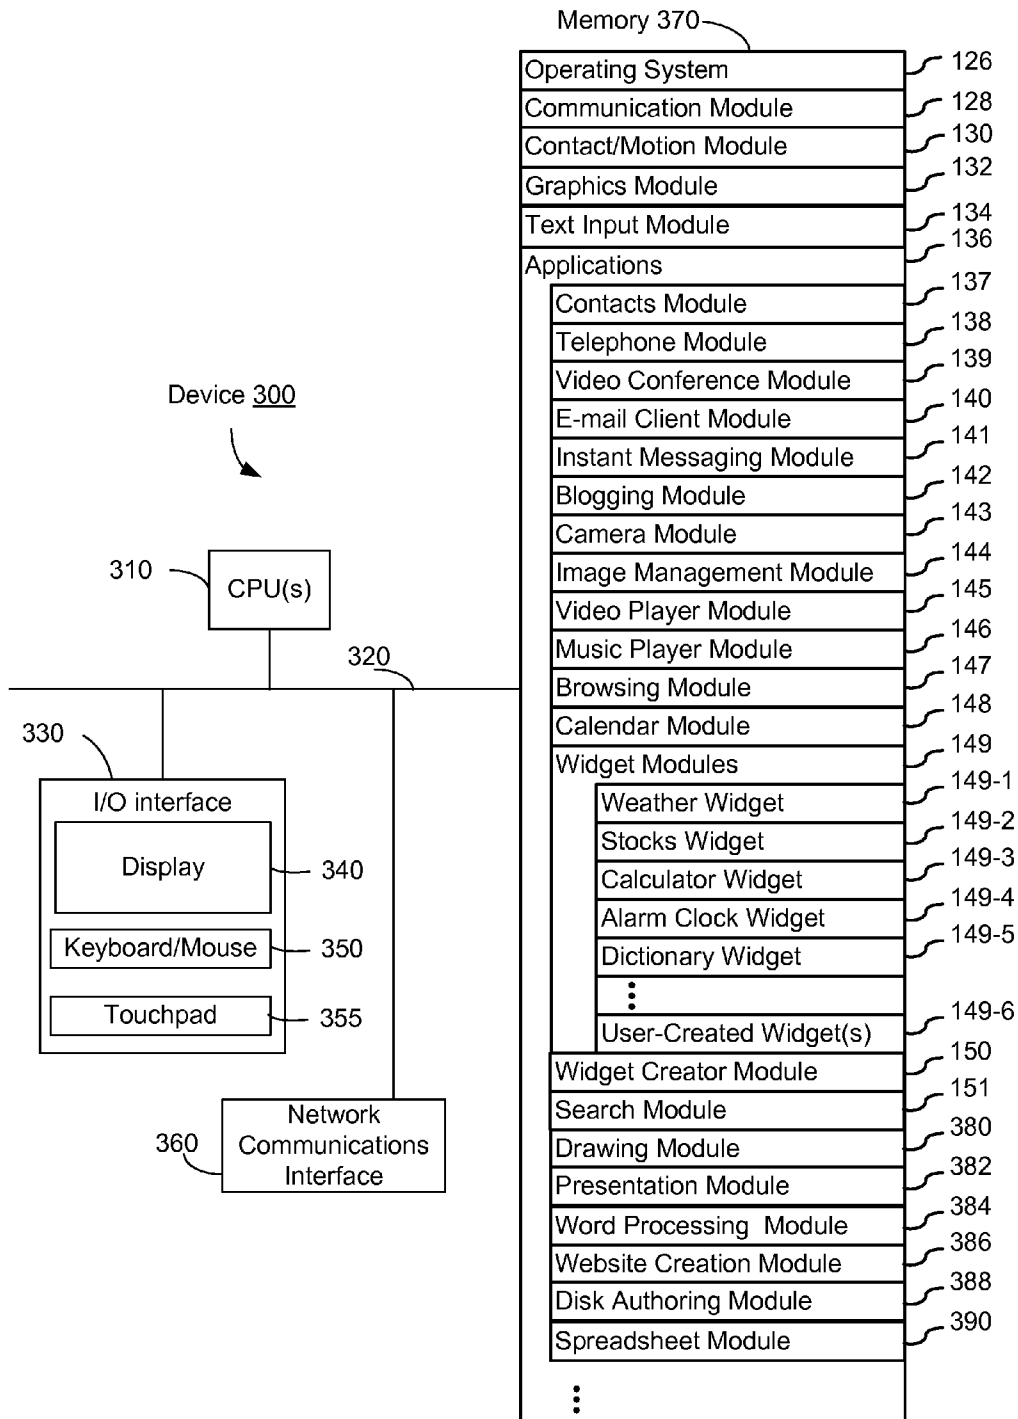 Memory 370
Operating System 126
Communication Module 128
Contact/Motion Module 130
Graphics Module 132
Text Input Module 134
Applications 136
Contacts Module 137
Telephone Module 138
Video Conference Module 139
E-mail Client Module 140
Instant Messaging Module 141
Blogging Module 142
Camera Module 143
Image Management Module 144
Video Player Module 145
Music Player Module 146
Browsing Module 147
Calendar Module 148
Widget Modules 149
Weather Widget 149-1
Stocks Widget 149-2
Calculator Widget 149-3
Alarm Clock Widget 149-4
Dictionary Widget 149-5
User-Created Widget(s) 149-6
Widget Creator Module 150
Search Module 151
Drawing Module 380
Presentation Module 382
Word Processing Module 384
Website Creation Module 386
Disk Authoring Module 388
Spreadsheet Module 390
Device 300
310
CPU(s)
320
330
I/O interface
Display 340
Keyboard/Mouse 350
Touchpad 355
360
Network
Communications
Interface